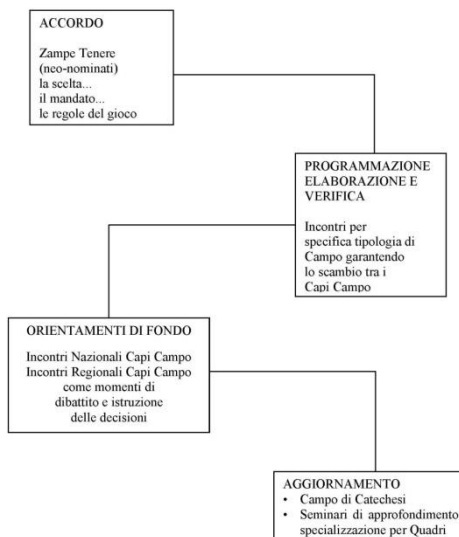 ACCORDO
Zampe Tenere
(neo-nominati)
la scelta...
il mandato...
le regole del gioco
PROGRAMMAZIONE
ELABORAZIONE E
VERIFICA
Incontri per
specifica tipologia di
Campo garantendo
lo scambio tra i
Capi Campo
ORIENTAMENTI DI FONDO
Incontri Nazionali Capi Campo
Incontri Regionali Capi Campo
come momenti di
dibattito e istruzione
delle decisioni
AGGIORNAMENTO
• Campo di Catechesi
• Seminari di approfondimento
specializzazione per Quadri